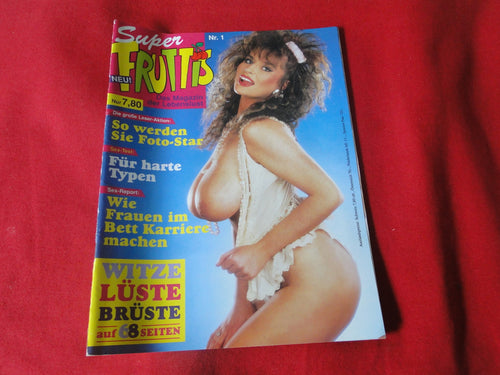 Super
Nr. 1
FRUTTIS
NEU!
Nur 7,80
Das Magazin
der Lebenslust
Die große Leser-Aktion:
So werden
Sie Foto-Star
Sex-Test:
Für harte
Typen
Sex-Report:
Wie
Frauen im
Bett Karriere
machen
WITZE
LÜSTE
BRÜSTE
auf 68 SEITEN